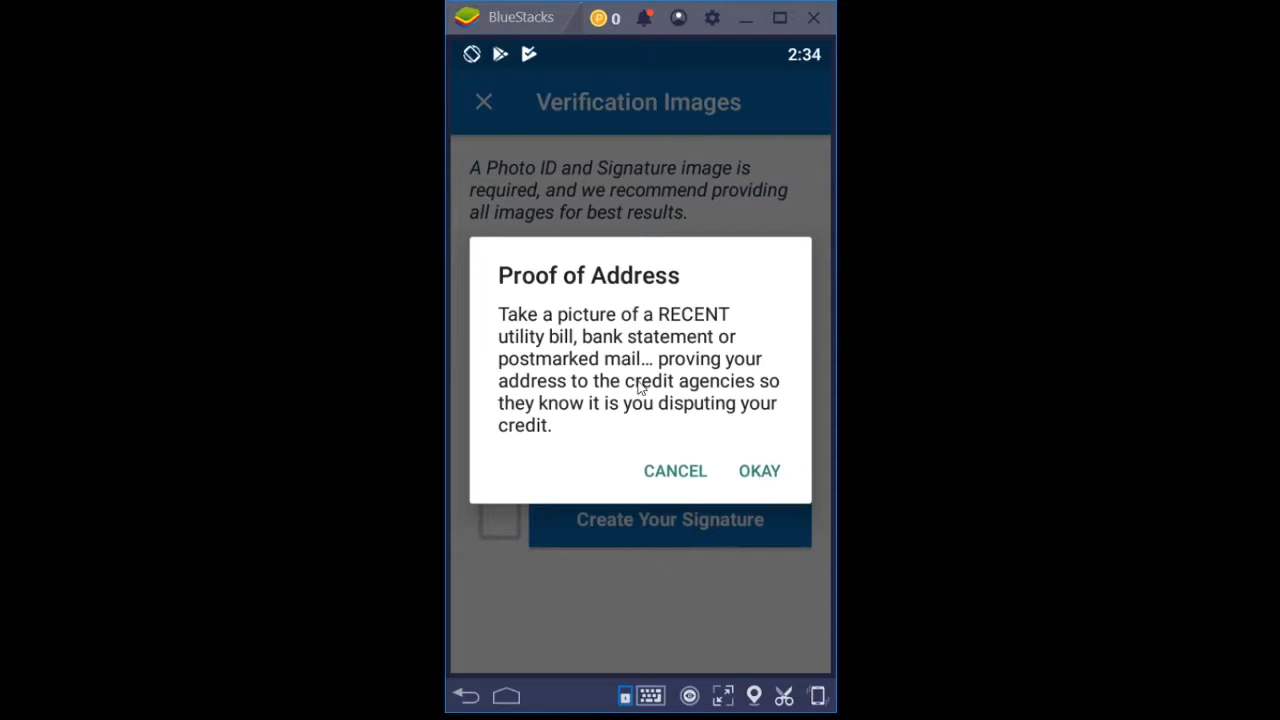 BlueStacks
0
2:34
Verification Images
A Photo ID and Signature image is
required, and we recommend providing
all images for best results.
Proof of Address
Take a picture of a RECENT
utility bill, bank statement or
postmarked mail... proving your
address to the credit agencies so
they know it is you disputing your
credit.
CANCEL OKAY
Create Your Signature